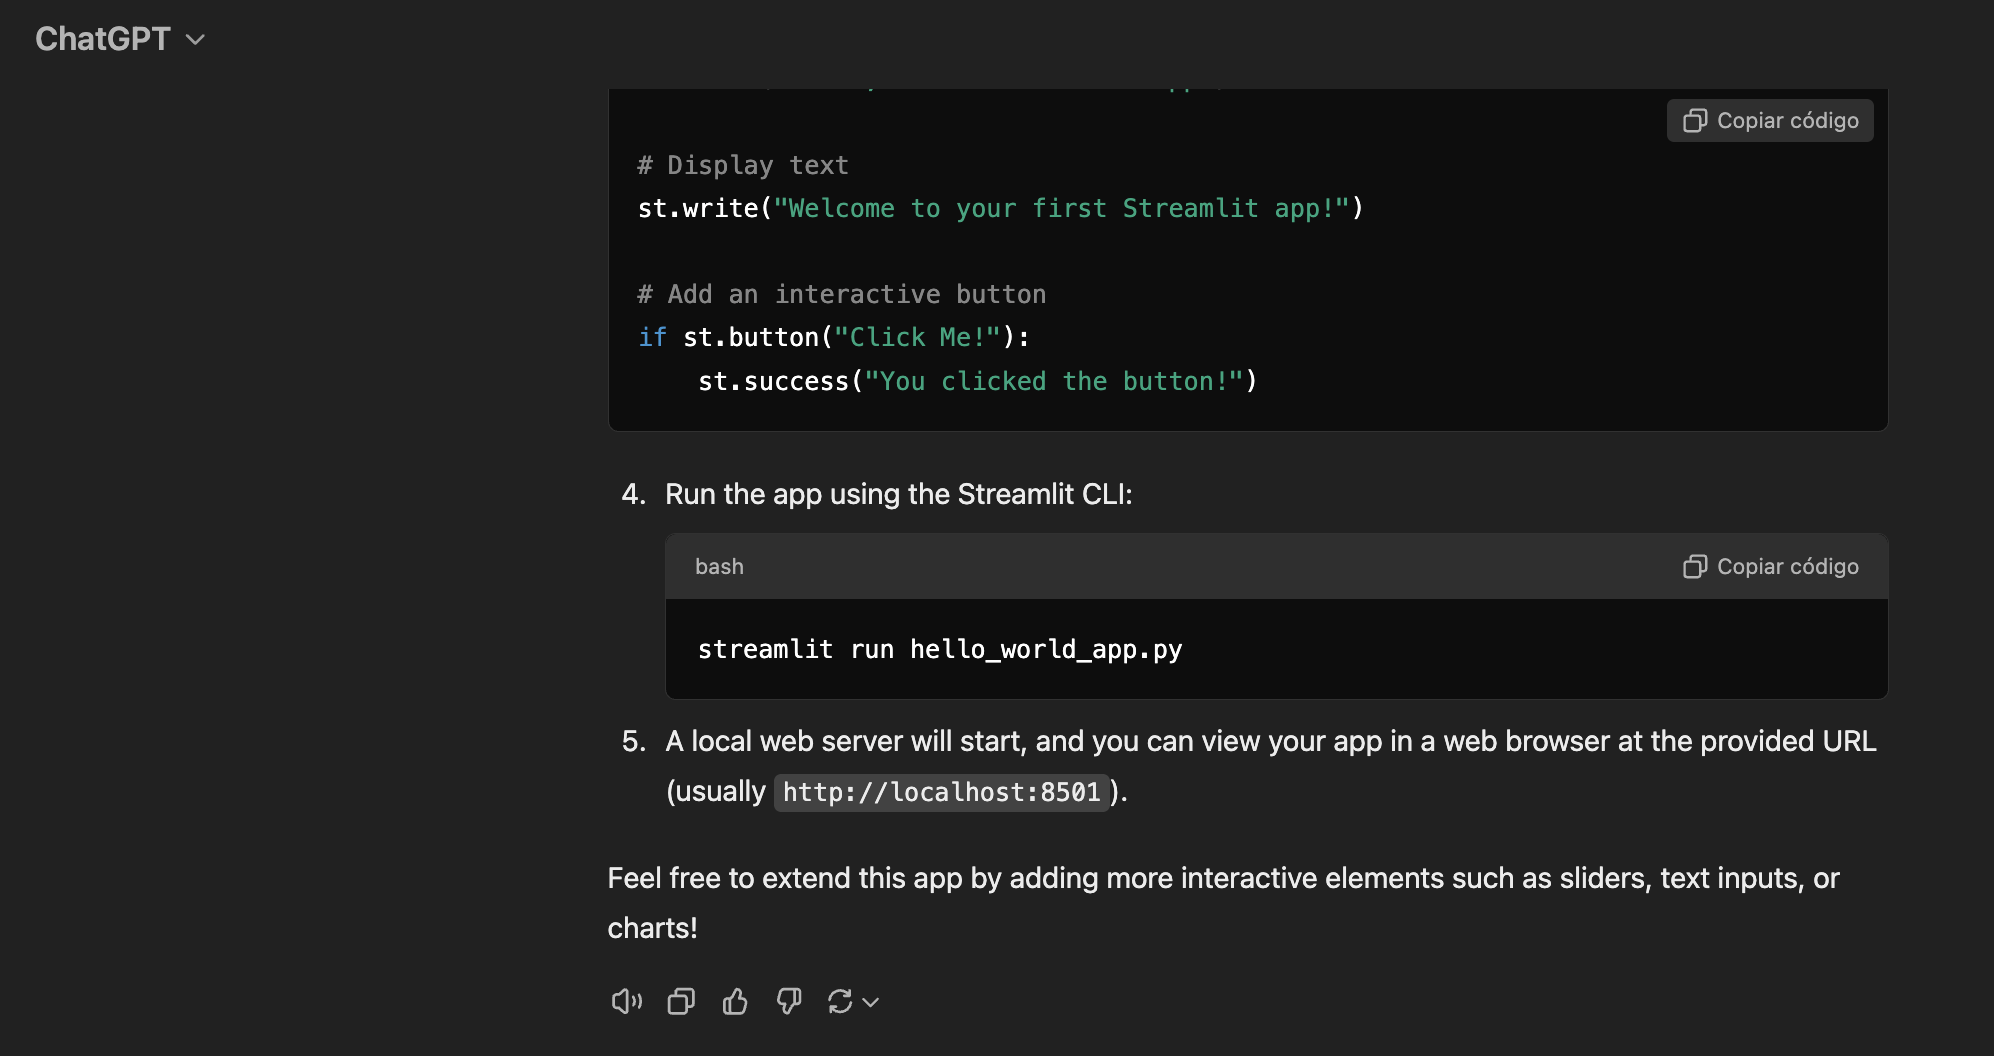 ChatGPT
Copiar código
# Display text
st.write("Welcome to your first Streamlit app!")
# Add an interactive button
if st.button("Click Me!"):
    st.success("You clicked the button!")
4. Run the app using the Streamlit CLI:
bash
Copiar código
streamlit run hello_world_app.py
5. A local web server will start, and you can view your app in a web browser at the provided URL
(usually http://localhost:8501).
Feel free to extend this app by adding more interactive elements such as sliders, text inputs, or
charts!